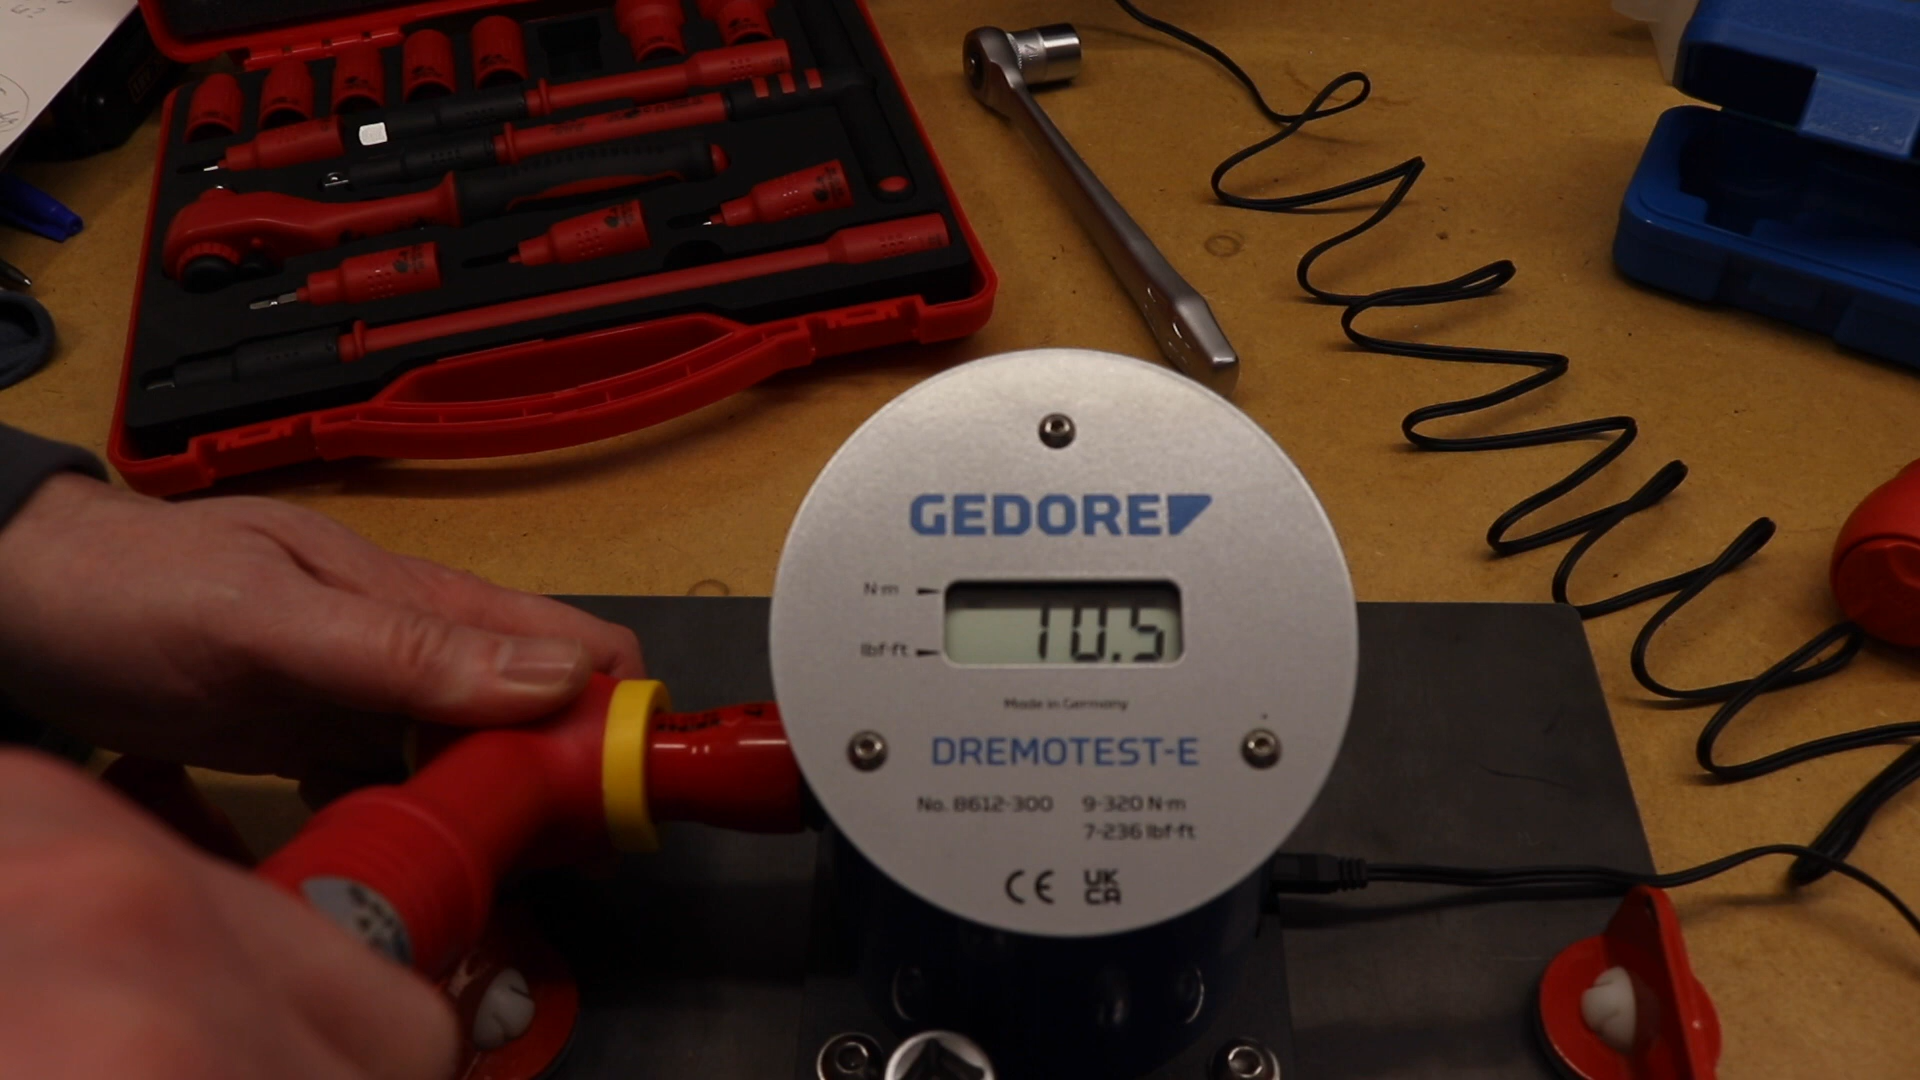 GEDORE
N·m
10.5
lbf·ft
Made in Germany
DREMOTEST-E
No. 8612-300 9-320 N·m
7-236 lbf·ft
CE UK
CA